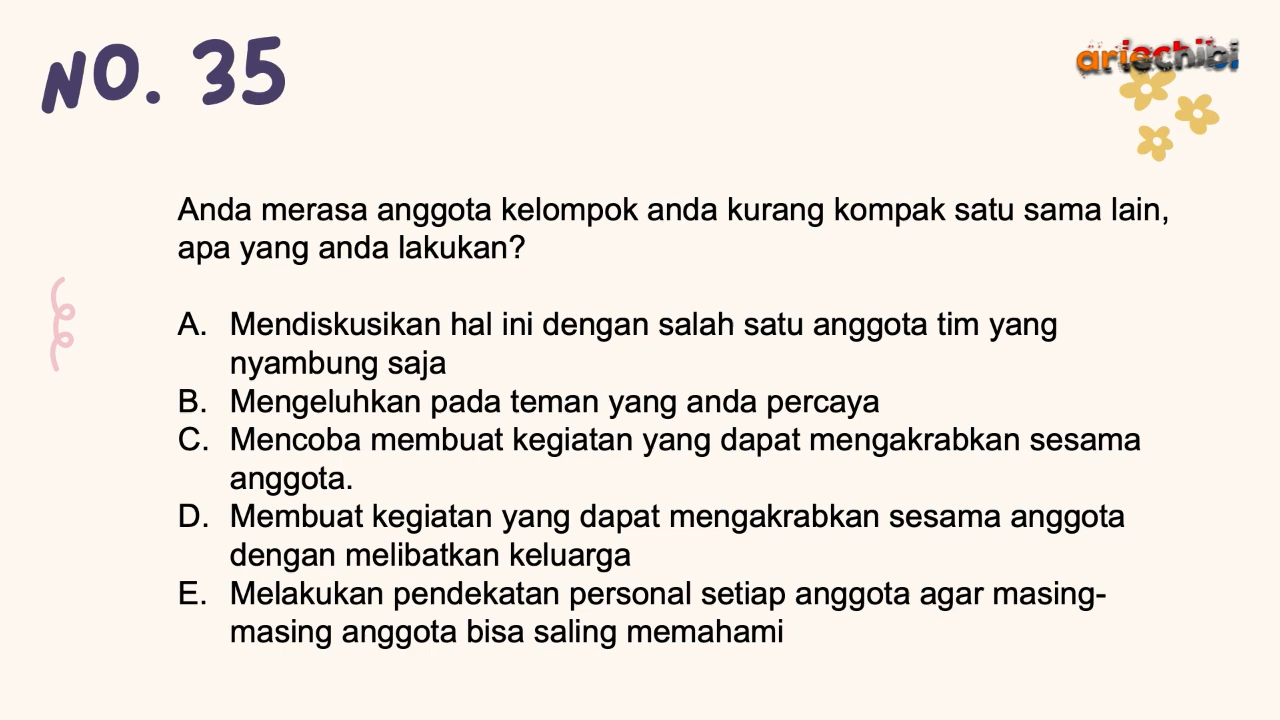 NO. 35
ariechibi
Anda merasa anggota kelompok anda kurang kompak satu sama lain,
apa yang anda lakukan?
A. Mendiskusikan hal ini dengan salah satu anggota tim yang
nyambung saja
B. Mengeluhkan pada teman yang anda percaya
C. Mencoba membuat kegiatan yang dapat mengakrabkan sesama
anggota.
D. Membuat kegiatan yang dapat mengakrabkan sesama anggota
dengan melibatkan keluarga
E. Melakukan pendekatan personal setiap anggota agar masing-
masing anggota bisa saling memahami